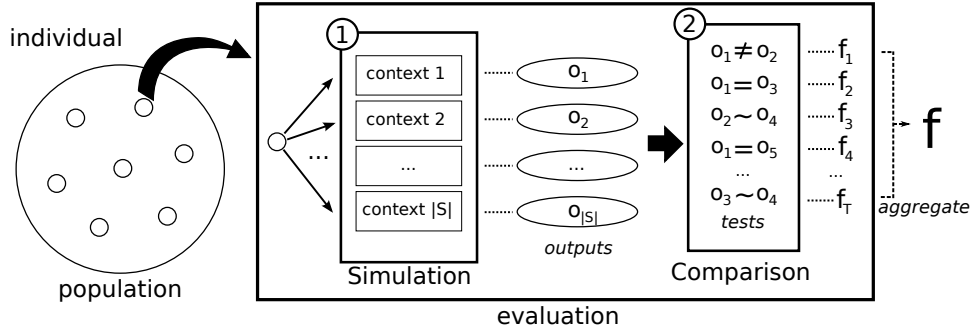 individual
population
1
context 1
context 2
...
...
context |S|
Simulation
o₁
o₂
...
o|S|
outputs
2
o₁≠o₂
o₁=o₃
o₂~o₄
o₁=o₅
...
o₃~o₄
tests
Comparison
f₁
f₂
f₃
f₄
...
f_T
aggregate
f
evaluation